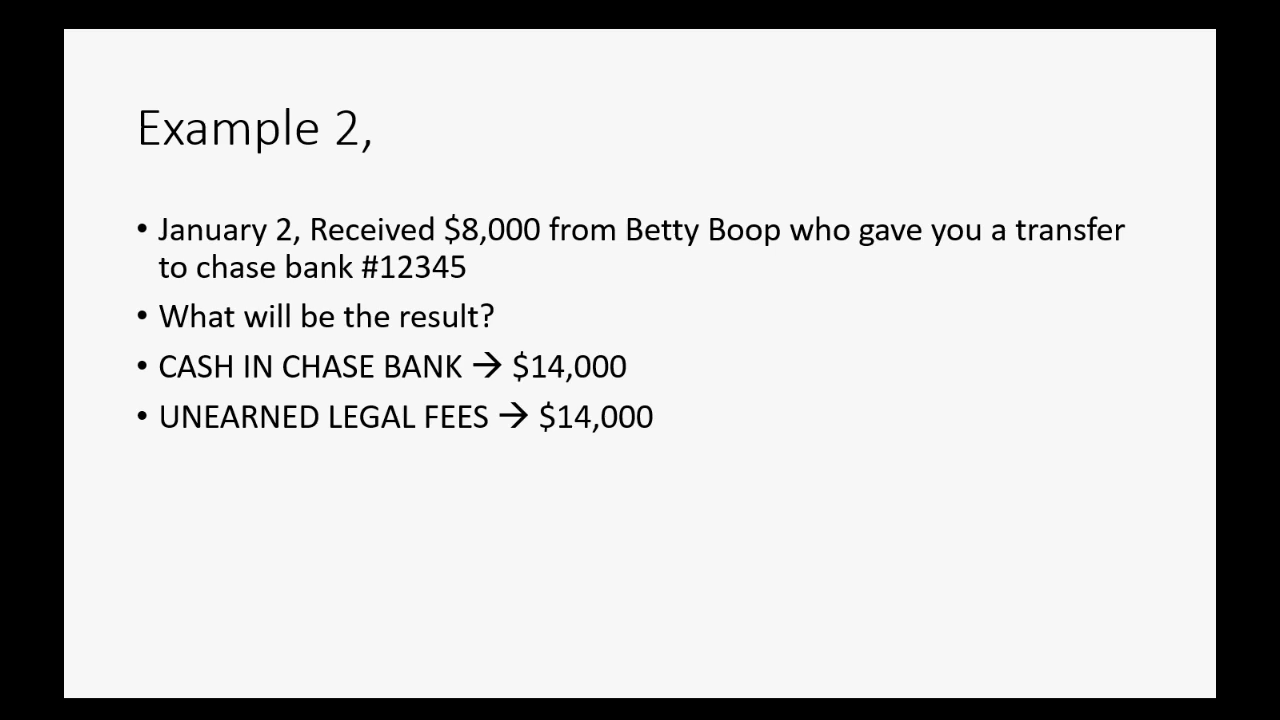 Example 2,
• January 2, Received $8,000 from Betty Boop who gave you a transfer
to chase bank #12345
• What will be the result?
• CASH IN CHASE BANK → $14,000
• UNEARNED LEGAL FEES → $14,000